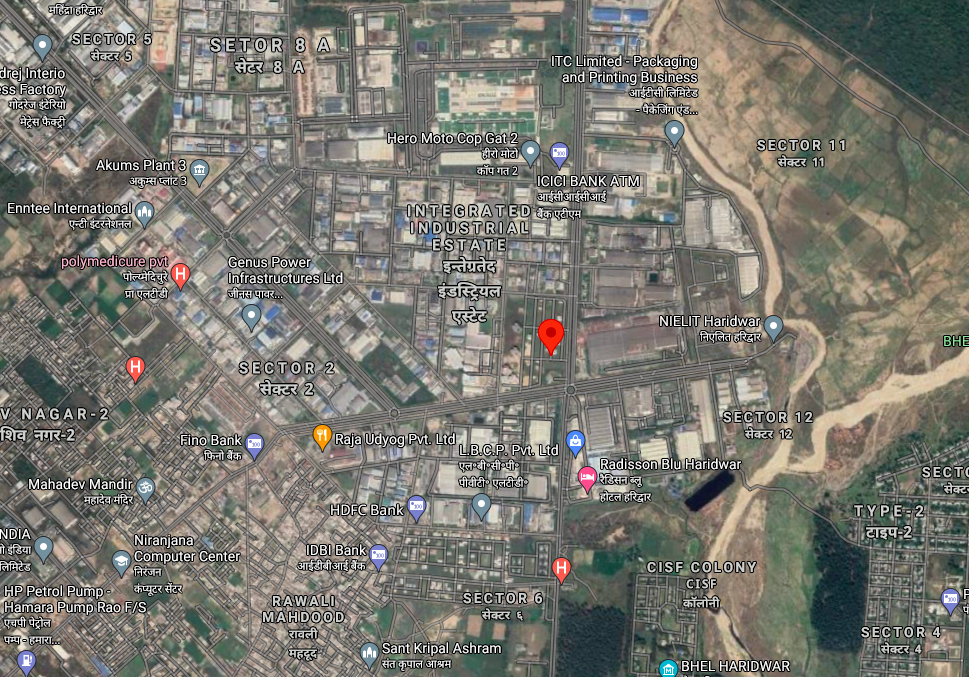 महिंद्रा हरिद्वार
SECTOR 5
सेक्टर 5
SETOR 8 A
सेटर 8 A
drej Interio
ess Factory
गोदरेज इंटेरियो
मेट्रेस फैक्ट्री
ITC Limited - Packaging
and Printing Business
आईटीसी लिमिटेड
- पैकेजिंग एंड...
Hero Moto Cop Gat 2
हीरो मोटो
कॉप गत 2
ICICI BANK ATM
आईसीआईसीआई
बैंक एटीएम
SECTOR 11
सेक्टर 11
Akums Plant 3
अकुम्स प्लांट 3
Enntee International
एन्टी इंटरनेशनल
INTEGRATED
INDUSTRIAL
ESTATE
इन्तेग्रतेद
इंडस्ट्रियल
एस्टेट
polymedicure pvt
पोल्य्मेदिचुरे
प्रा एलटीडी
H
Genus Power
Infrastructures Ltd
जीनस पावर...
NIELIT Haridwar
निएलित हरिद्वार
BHE
H
SECTOR 2
सेक्टर 2
V NAGAR-2
शिव नगर-2
SECTOR 12
सेक्टर 12
Fino Bank
फिनो बैंक
Raja Udyog Pvt. Ltd
L.B.C.P. Pvt. Ltd
एल॰बी॰सी॰पी॰
पीवीटी॰ एलटीडी॰
Radisson Blu Haridwar
रेडिसन ब्लू
होटल हरिद्वार
SECTO
सेक्ट
Mahadev Mandir
महादेव मंदिर
HDFC Bank
TYPE-2
टाइप-2
NDIA
इंडिया
लिमिटेड
Niranjana
Computer Center
निरंजन
कंप्यूटर सेंटर
IDBI Bank
आईडीबीआई बैंक
H
CISF COLONY
CISF
कॉलोनी
HP Petrol Pump -
Hamara Pump Rao F/S
एचपी पेट्रोल
पम्प - हमारा...
RAWALI
MAHDOOD
रावली
महदूद
SECTOR 6
सेक्टर ६
SECTOR 4
सेक्टर 4
Sant Kripal Ashram
संत कृपाल आश्रम
BHEL HARIDWAR